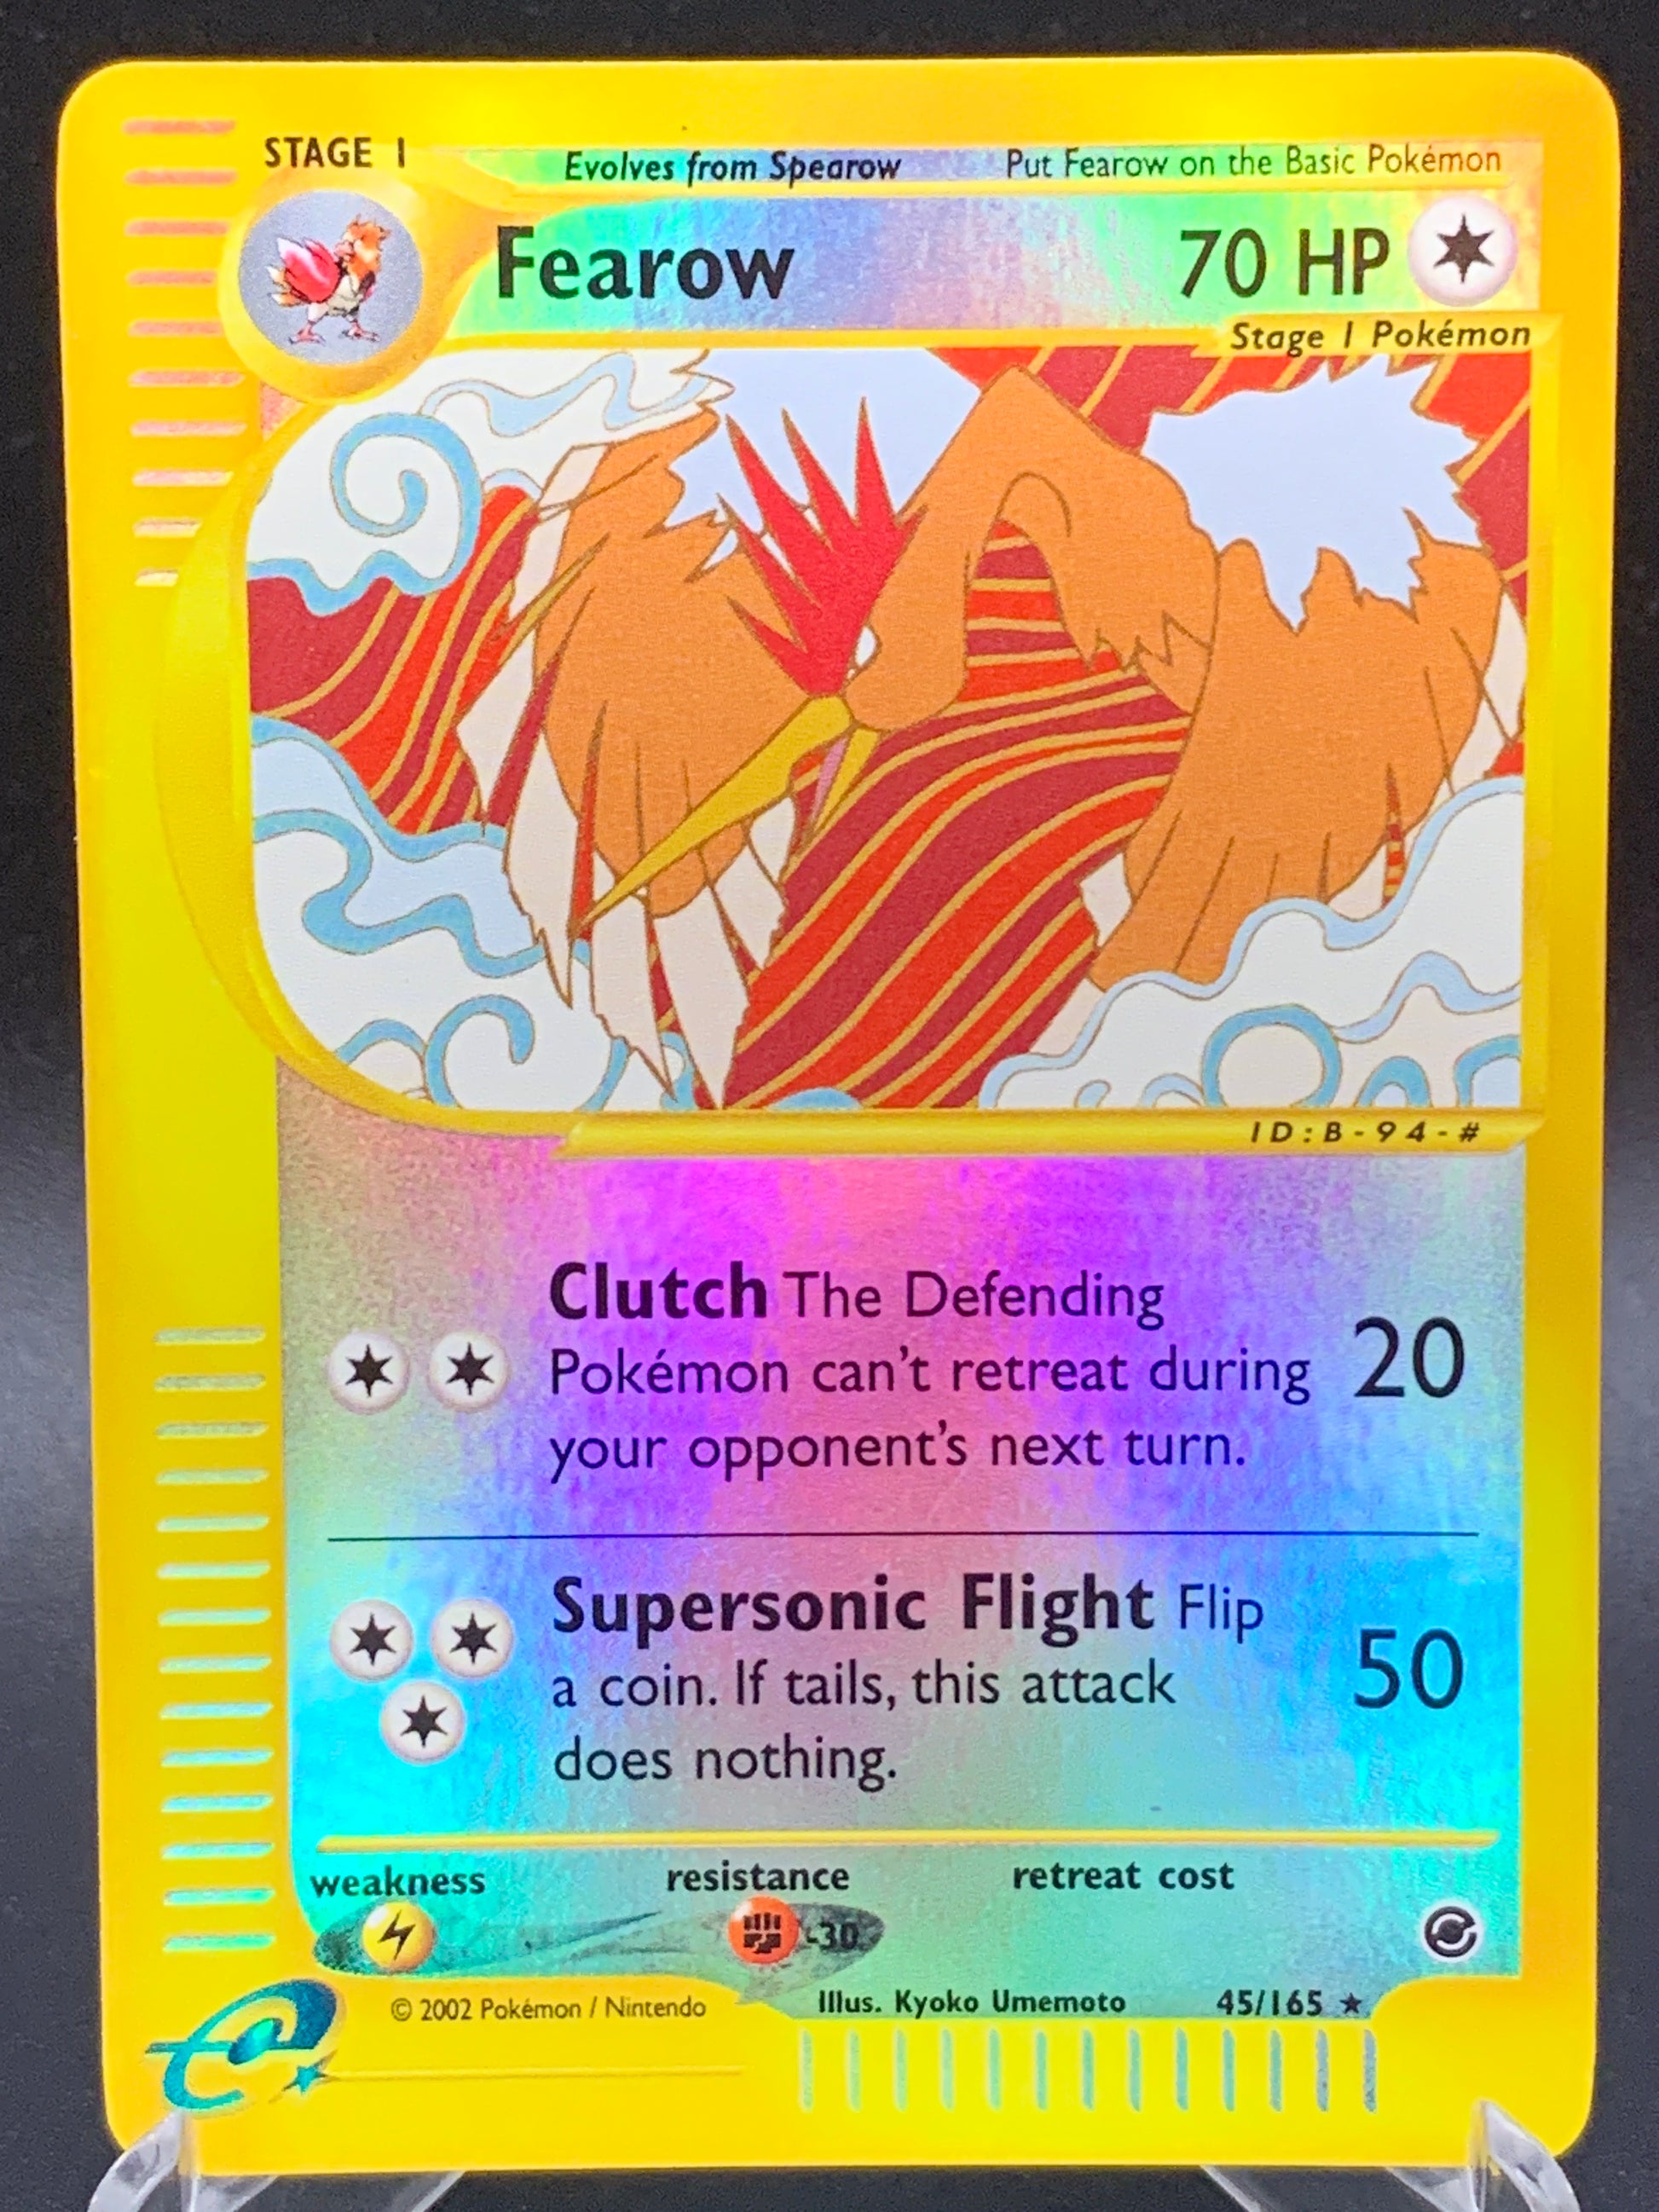 STAGE 1
Evolves from Spearow
Put Fearow on the Basic Pokémon
Fearow
70 HP
Stage 1 Pokémon
ID:B-94-#
Clutch The Defending
Pokémon can't retreat during
your opponent's next turn.
20
Supersonic Flight Flip
a coin. If tails, this attack
does nothing.
50
weakness
resistance
retreat cost
-30
© 2002 Pokémon / Nintendo
Illus. Kyoko Umemoto
45/165 ★
e